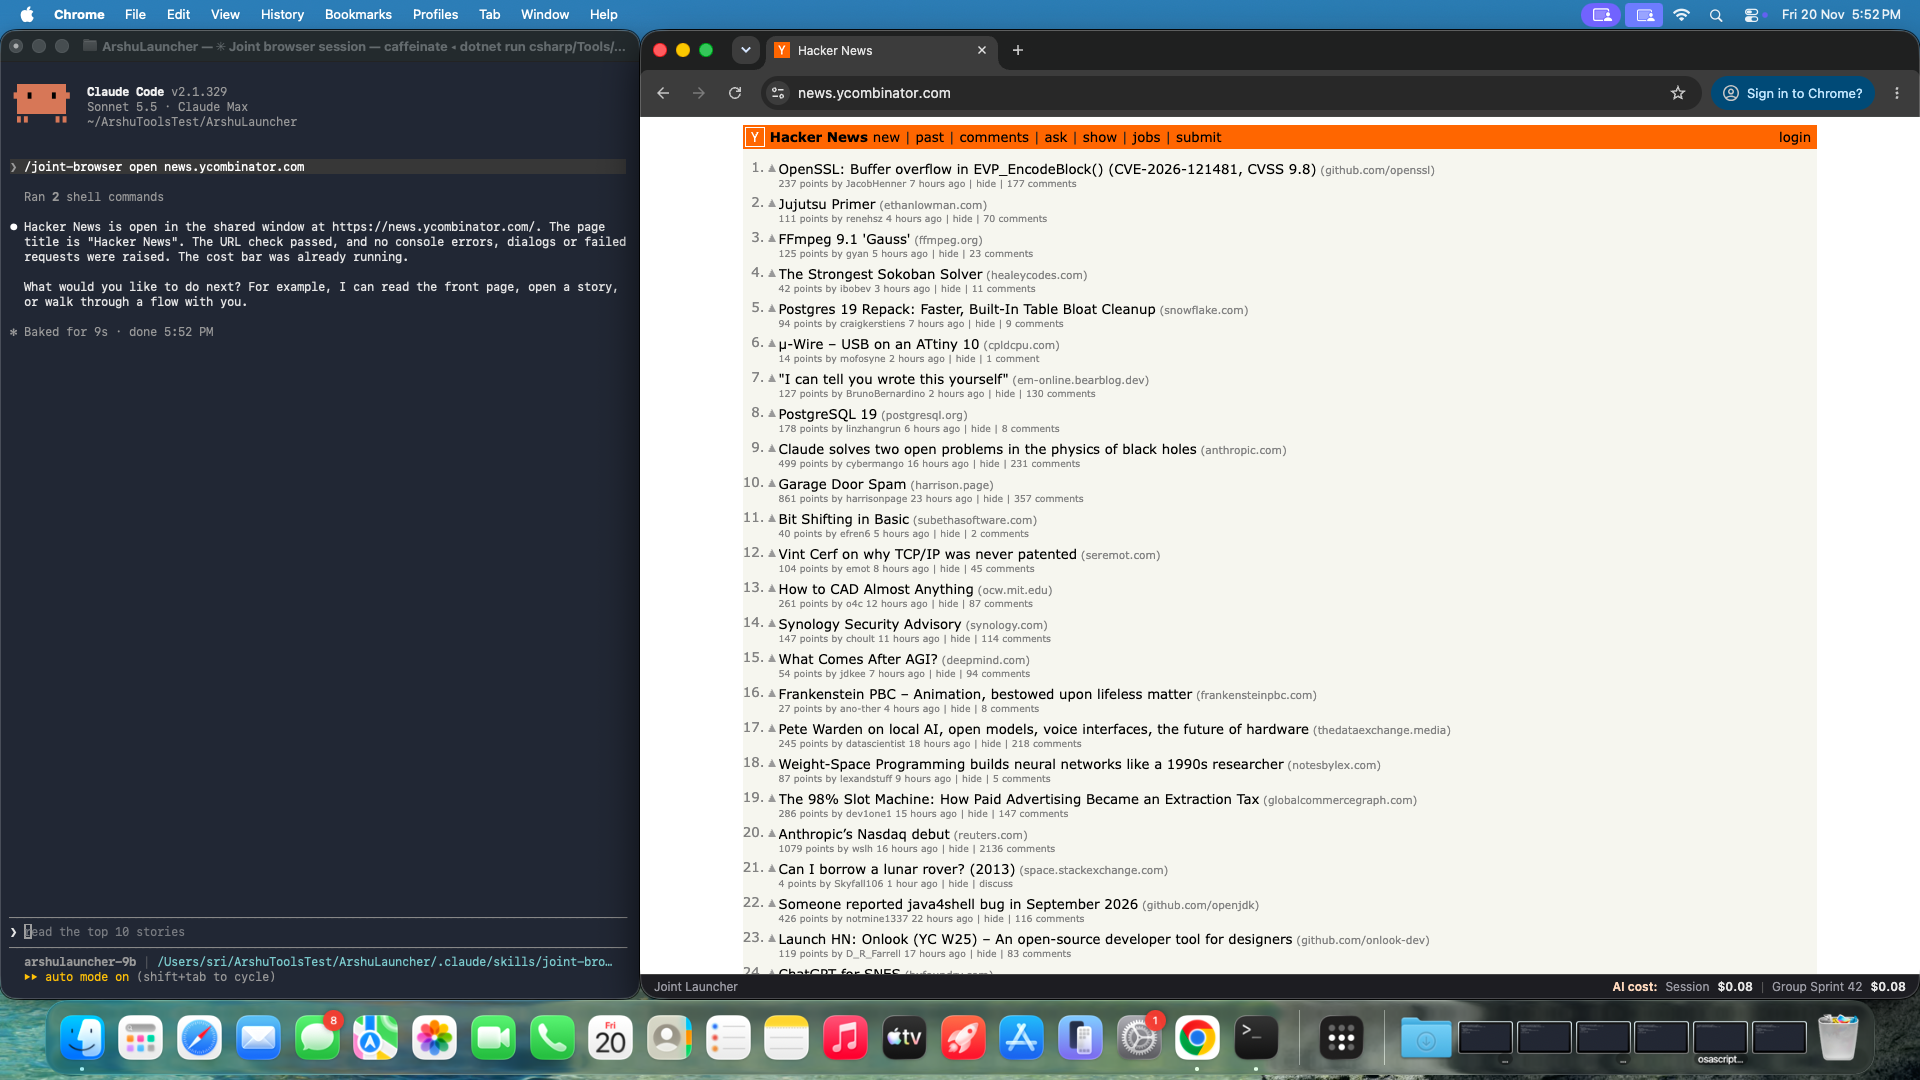 Chrome File Edit View History Bookmarks Profiles Tab Window Help
Fri 20 Nov 5:52 PM
ArshuLauncher — ✳ Joint browser session — caffeinate ◂ dotnet run csharp/Tools/...
Claude Code v2.1.329
Sonnet 5.5 · Claude Max
~/ArshuToolsTest/ArshuLauncher
❯ /joint-browser open news.ycombinator.com
Ran 2 shell commands
● Hacker News is open in the shared window at https://news.ycombinator.com/. The page
title is "Hacker News". The URL check passed, and no console errors, dialogs or failed
requests were raised. The cost bar was already running.
What would you like to do next? For example, I can read the front page, open a story,
or walk through a flow with you.
✻ Baked for 9s · done 5:52 PM
❯ read the top 10 stories
arshulauncher-9b | /Users/sri/ArshuToolsTest/ArshuLauncher/.claude/skills/joint-bro…
▸▸ auto mode on (shift+tab to cycle)
Y Hacker News
news.ycombinator.com
Sign in to Chrome?
Y Hacker News new | past | comments | ask | show | jobs | submit
login
1. OpenSSL: Buffer overflow in EVP_EncodeBlock() (CVE-2026-121481, CVSS 9.8) (github.com/openssl)
237 points by JacobHenner 7 hours ago | hide | 177 comments
2. Jujutsu Primer (ethanlowman.com)
111 points by renehsz 4 hours ago | hide | 70 comments
3. FFmpeg 9.1 'Gauss' (ffmpeg.org)
125 points by gyan 5 hours ago | hide | 23 comments
4. The Strongest Sokoban Solver (healeycodes.com)
42 points by ibobev 3 hours ago | hide | 11 comments
5. Postgres 19 Repack: Faster, Built-In Table Bloat Cleanup (snowflake.com)
94 points by craigkerstiens 7 hours ago | hide | 9 comments
6. µ-Wire – USB on an ATtiny 10 (cpldcpu.com)
14 points by mofosyne 2 hours ago | hide | 1 comment
7. "I can tell you wrote this yourself" (em-online.bearblog.dev)
127 points by BrunoBernardino 2 hours ago | hide | 130 comments
8. PostgreSQL 19 (postgresql.org)
178 points by linzhangrun 6 hours ago | hide | 8 comments
9. Claude solves two open problems in the physics of black holes (anthropic.com)
499 points by cybermango 16 hours ago | hide | 231 comments
10. Garage Door Spam (harrison.page)
861 points by harrisonpage 23 hours ago | hide | 357 comments
11. Bit Shifting in Basic (subethasoftware.com)
40 points by efren6 5 hours ago | hide | 2 comments
12. Vint Cerf on why TCP/IP was never patented (seremot.com)
104 points by emot 8 hours ago | hide | 45 comments
13. How to CAD Almost Anything (ocw.mit.edu)
261 points by o4c 12 hours ago | hide | 87 comments
14. Synology Security Advisory (synology.com)
147 points by choult 11 hours ago | hide | 114 comments
15. What Comes After AGI? (deepmind.com)
54 points by jdkee 7 hours ago | hide | 94 comments
16. Frankenstein PBC – Animation, bestowed upon lifeless matter (frankensteinpbc.com)
27 points by ano-ther 4 hours ago | hide | 8 comments
17. Pete Warden on local AI, open models, voice interfaces, the future of hardware (thedataexchange.media)
245 points by datascientist 18 hours ago | hide | 218 comments
18. Weight-Space Programming builds neural networks like a 1990s researcher (notesbylex.com)
87 points by lexandstuff 9 hours ago | hide | 5 comments
19. The 98% Slot Machine: How Paid Advertising Became an Extraction Tax (globalcommercegraph.com)
286 points by dev1one1 15 hours ago | hide | 147 comments
20. Anthropic’s Nasdaq debut (reuters.com)
1079 points by wslh 16 hours ago | hide | 2136 comments
21. Can I borrow a lunar rover? (2013) (space.stackexchange.com)
4 points by Skyfall106 1 hour ago | hide | discuss
22. Someone reported java4shell bug in September 2026 (github.com/openjdk)
426 points by notmine1337 22 hours ago | hide | 116 comments
23. Launch HN: Onlook (YC W25) – An open-source developer tool for designers (github.com/onlook-dev)
119 points by D_R_Farrell 17 hours ago | hide | 83 comments
24. ChatGPT for SNES
Joint Launcher
AI cost: Session $0.08 | Group Sprint 42 $0.08
8
Fri
20
tv
1
...
...
osascript...
...